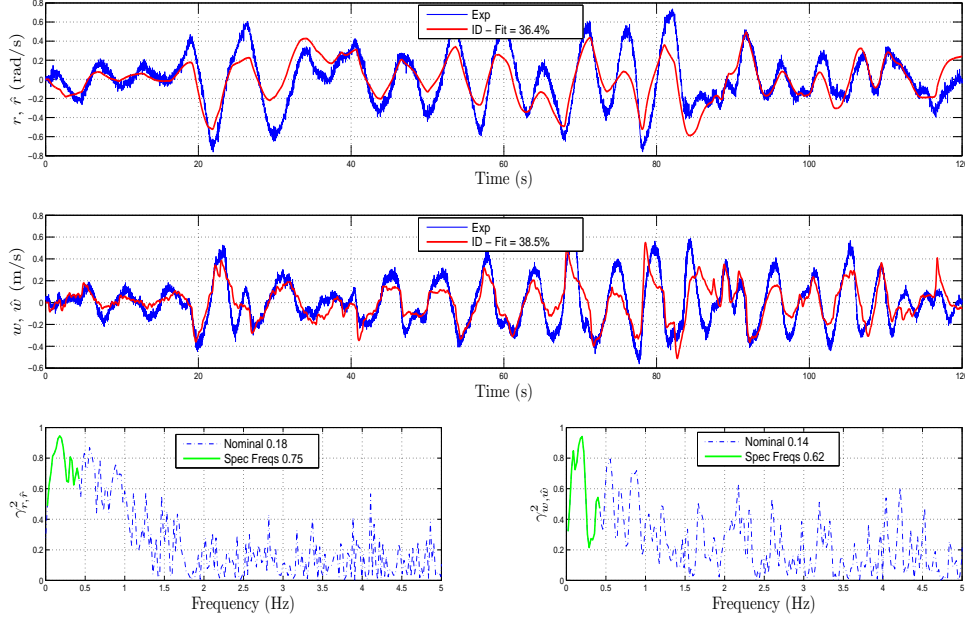 Exp
ID − Fit = 36.4%
r, r̂ (rad/s)
0.8
0.6
0.4
0.2
0
−0.2
−0.4
−0.6
−0.8
0 20 40 60 80 100 120
Time (s)
Exp
ID − Fit = 38.5%
w, ŵ (m/s)
0.8
0.6
0.4
0.2
0
−0.2
−0.4
−0.6
0 20 40 60 80 100 120
Time (s)
Nominal 0.18
Spec Freqs 0.75
γ²r,r̂
1
0.8
0.6
0.4
0.2
0
0 0.5 1 1.5 2 2.5 3 3.5 4 4.5 5
Frequency (Hz)
Nominal 0.14
Spec Freqs 0.62
γ²w,ŵ
1
0.8
0.6
0.4
0.2
0
0 0.5 1 1.5 2 2.5 3 3.5 4 4.5 5
Frequency (Hz)